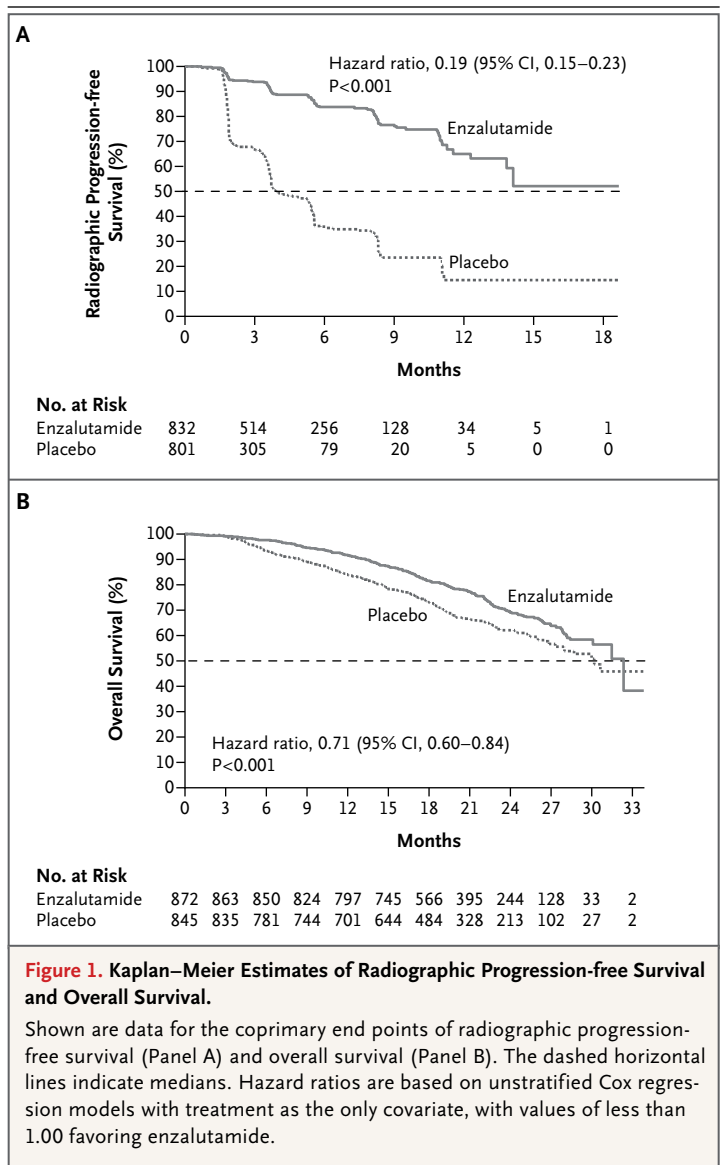 A
Radiographic Progression-free
Survival (%)
100
90
80
70
60
50
40
30
20
10
0
Hazard ratio, 0.19 (95% CI, 0.15–0.23)
P<0.001
Enzalutamide
Placebo
0 3 6 9 12 15 18
Months
No. at Risk
Enzalutamide 832 514 256 128 34 5 1
Placebo 801 305 79 20 5 0 0
B
Overall Survival (%)
100
90
80
70
60
50
40
30
20
10
0
Enzalutamide
Placebo
Hazard ratio, 0.71 (95% CI, 0.60–0.84)
P<0.001
0 3 6 9 12 15 18 21 24 27 30 33
Months
No. at Risk
Enzalutamide 872 863 850 824 797 745 566 395 244 128 33 2
Placebo 845 835 781 744 701 644 484 328 213 102 27 2
Figure 1. Kaplan–Meier Estimates of Radiographic Progression-free Survival
and Overall Survival.
Shown are data for the coprimary end points of radiographic progression-
free survival (Panel A) and overall survival (Panel B). The dashed horizontal
lines indicate medians. Hazard ratios are based on unstratified Cox regres-
sion models with treatment as the only covariate, with values of less than
1.00 favoring enzalutamide.